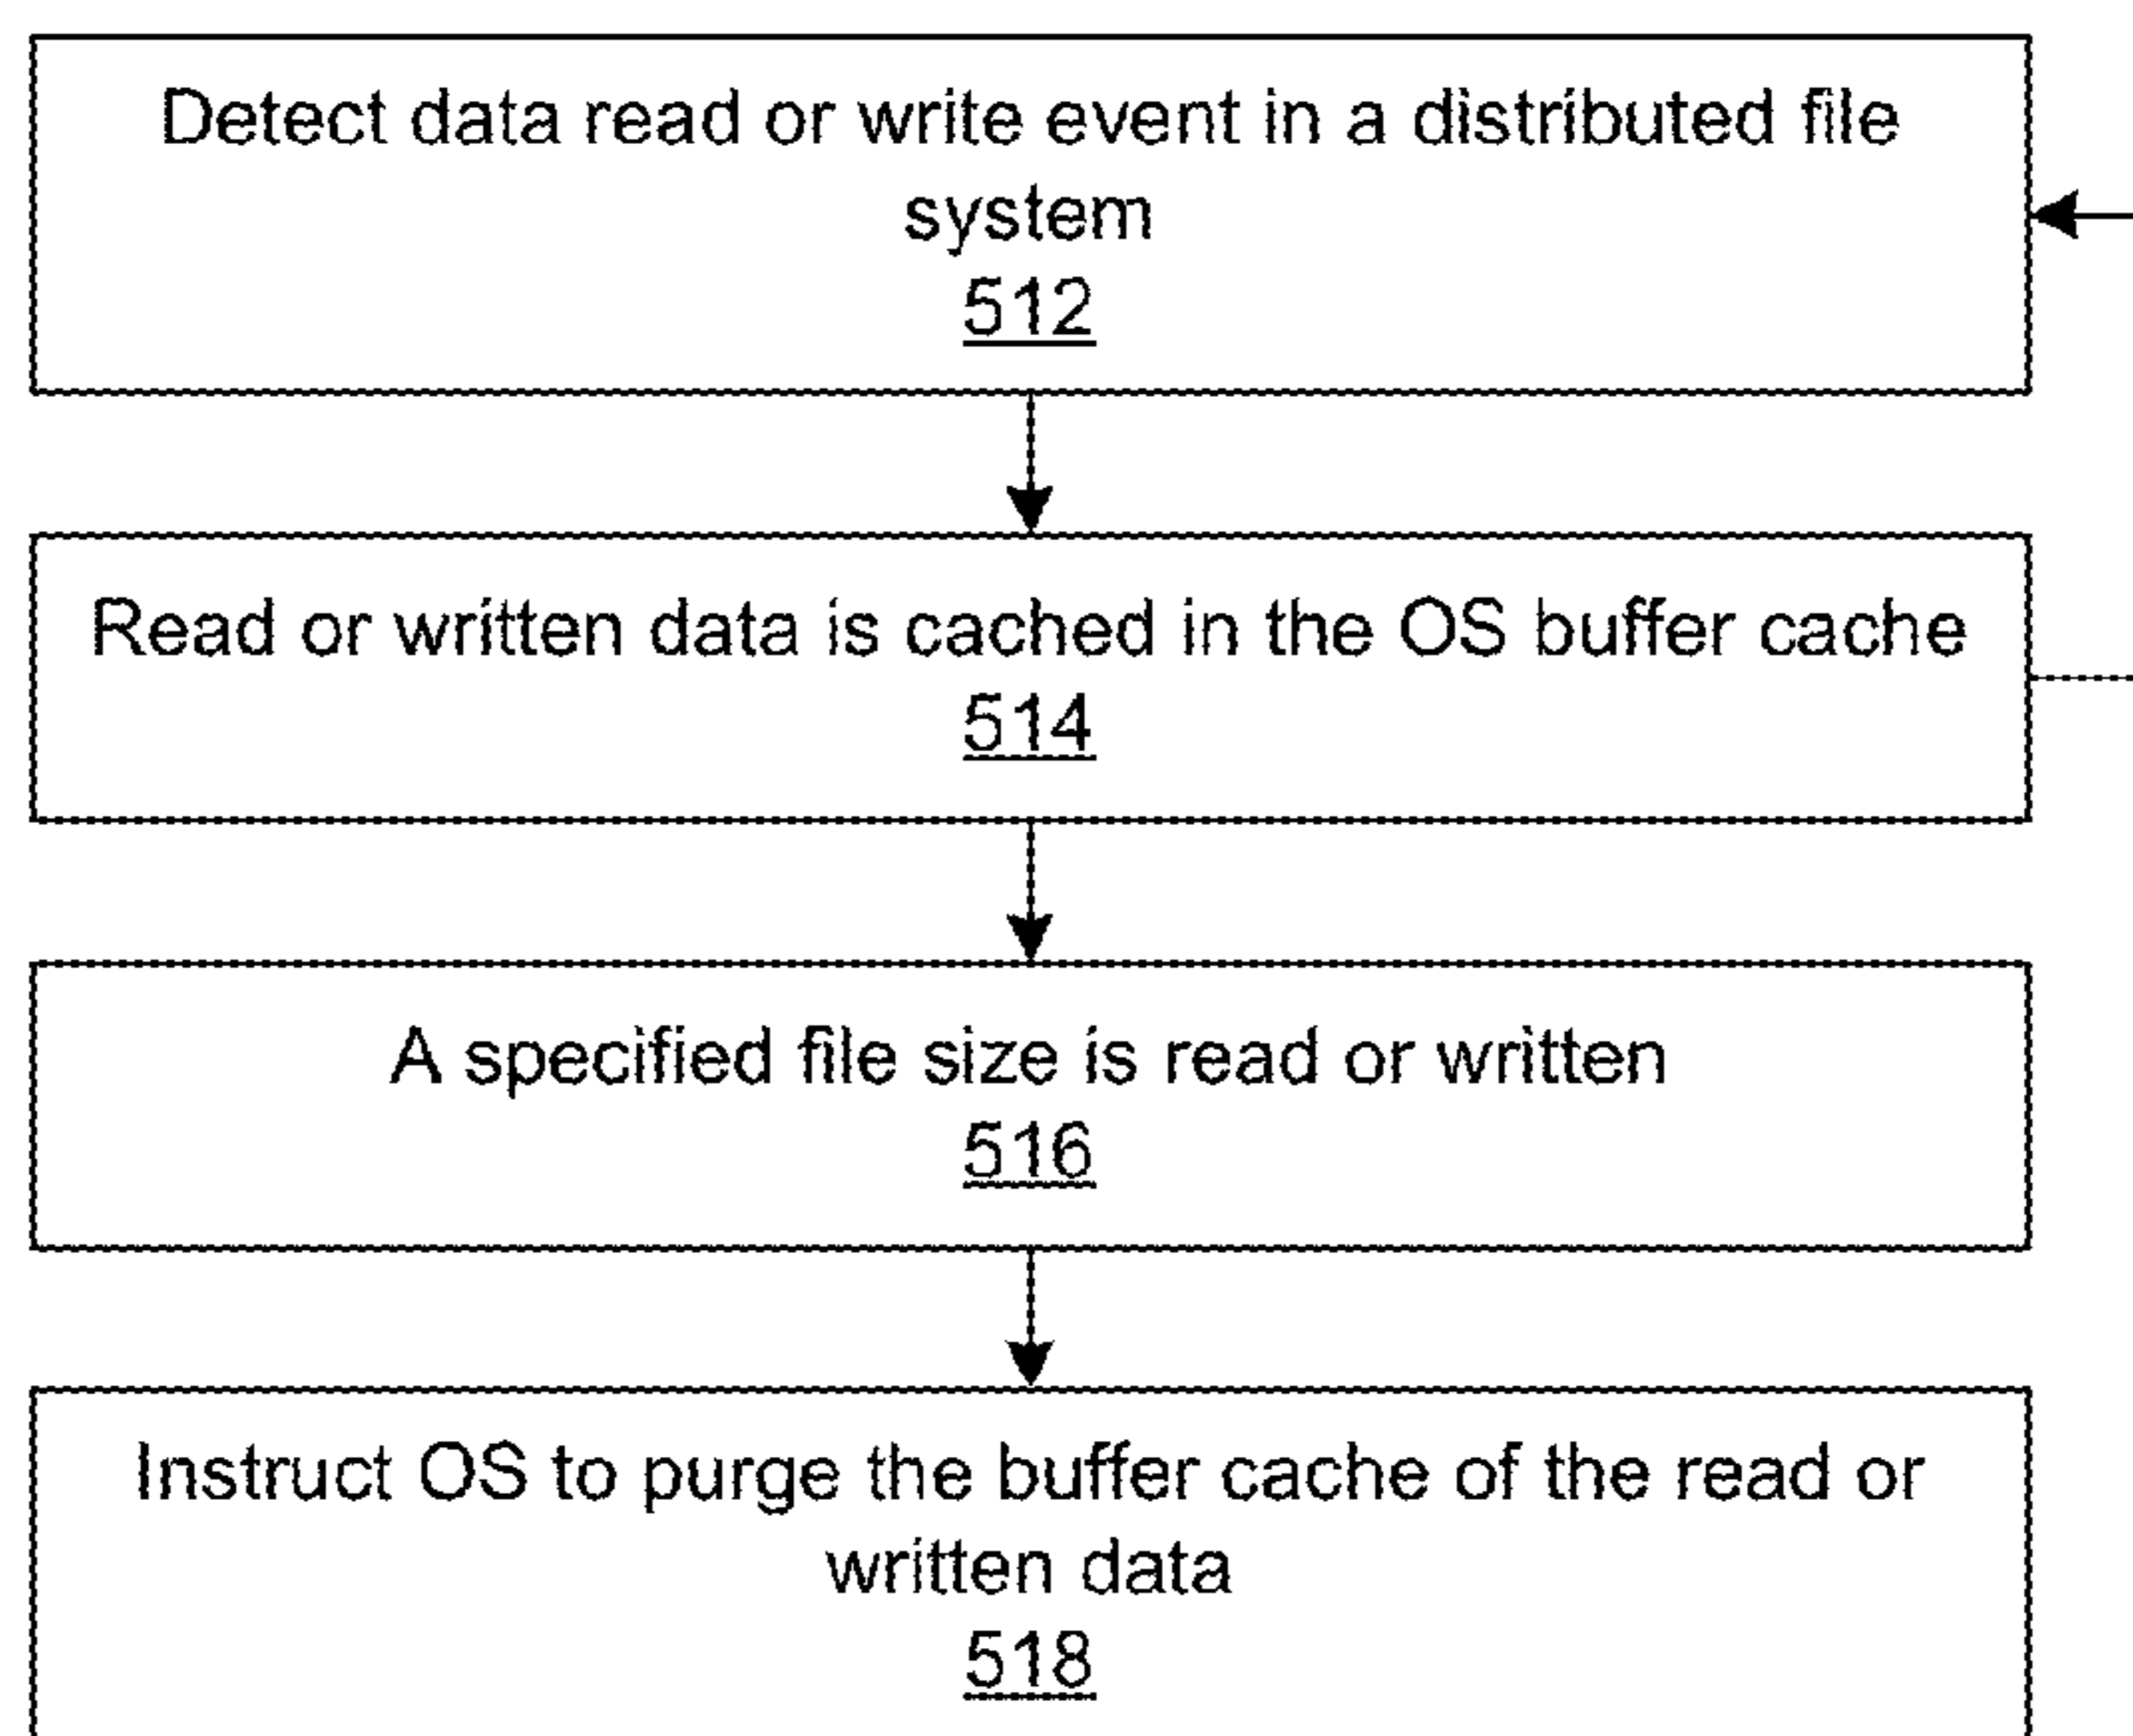 Detect data read or write event in a distributed file
system
512
Read or written data is cached in the OS buffer cache
514
A specified file size is read or written
516
Instruct OS to purge the buffer cache of the read or
written data
518